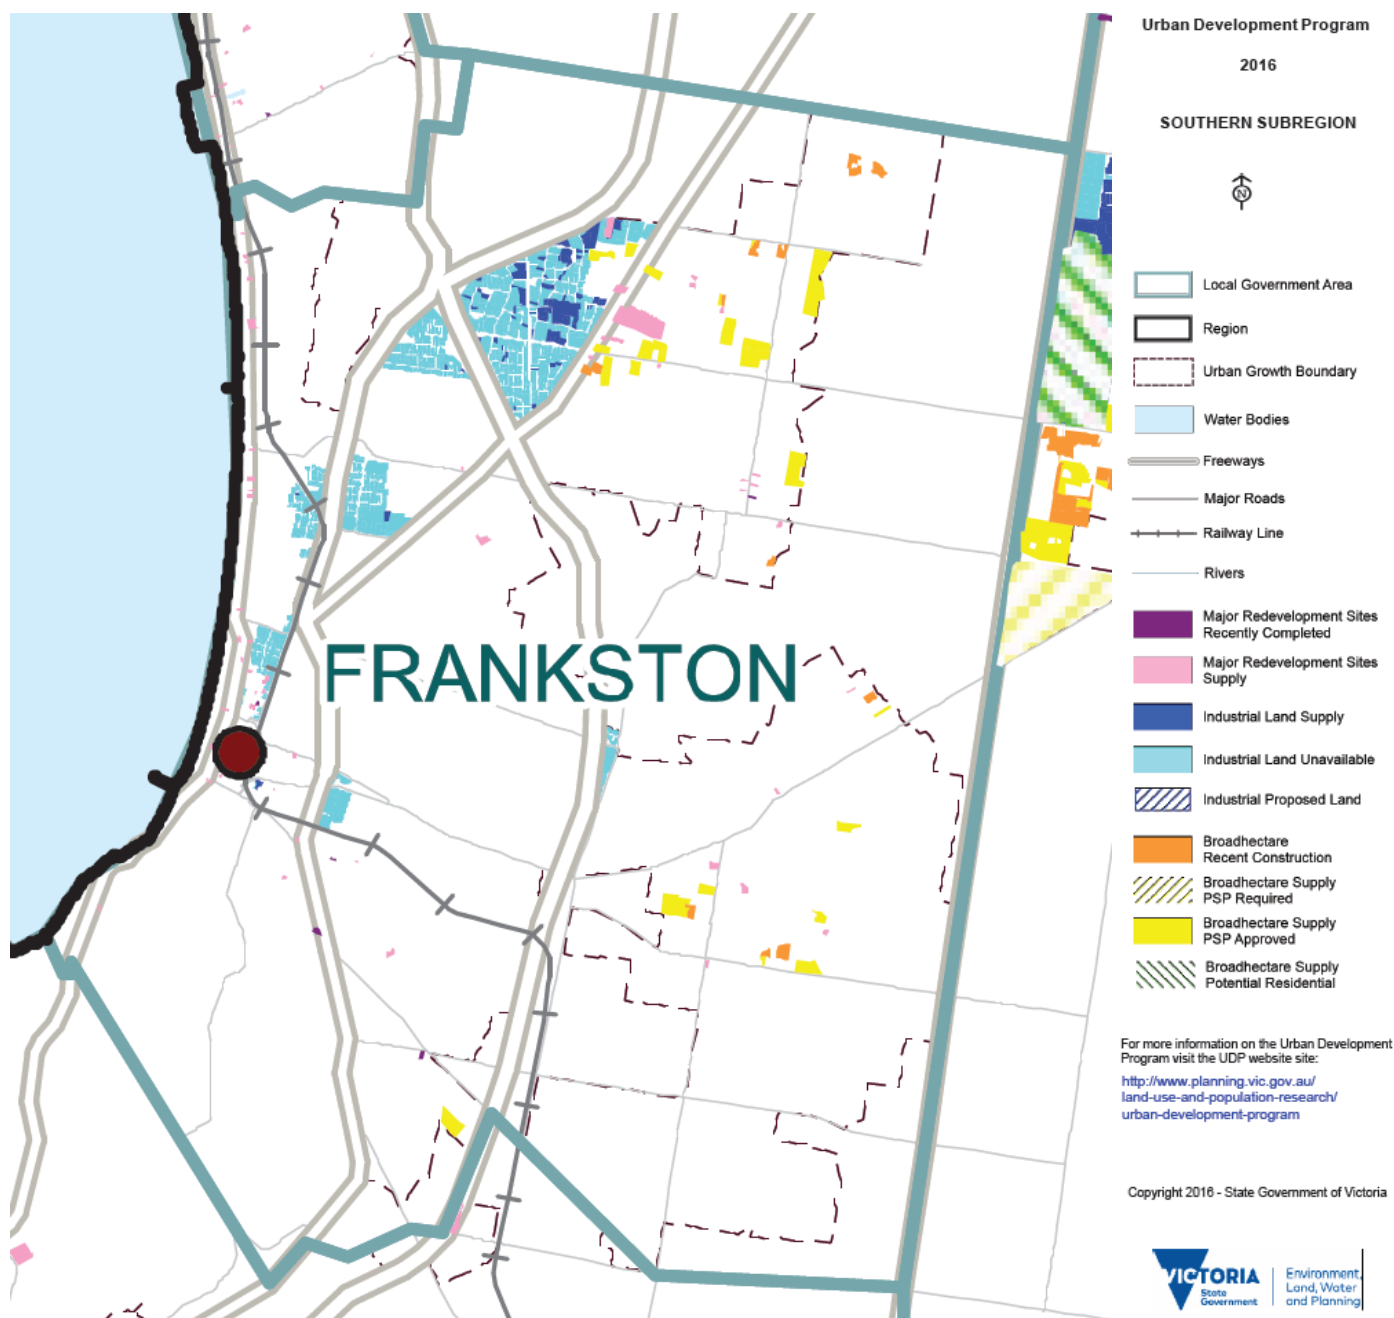 Urban Development Program
2016
SOUTHERN SUBREGION
N
Local Government Area
Region
Urban Growth Boundary
Water Bodies
Freeways
Major Roads
Railway Line
Rivers
Major Redevelopment Sites
Recently Completed
Major Redevelopment Sites
Supply
Industrial Land Supply
Industrial Land Unavailable
Industrial Proposed Land
Broadhectare
Recent Construction
Broadhectare Supply
PSP Required
Broadhectare Supply
PSP Approved
Broadhectare Supply
Potential Residential
FRANKSTON
For more information on the Urban Development
Program visit the UDP website site:
http://www.planning.vic.gov.au/
land-use-and-population-research/
urban-development-program
Copyright 2016 - State Government of Victoria
VICTORIA
State
Government
Environment,
Land, Water
and Planning